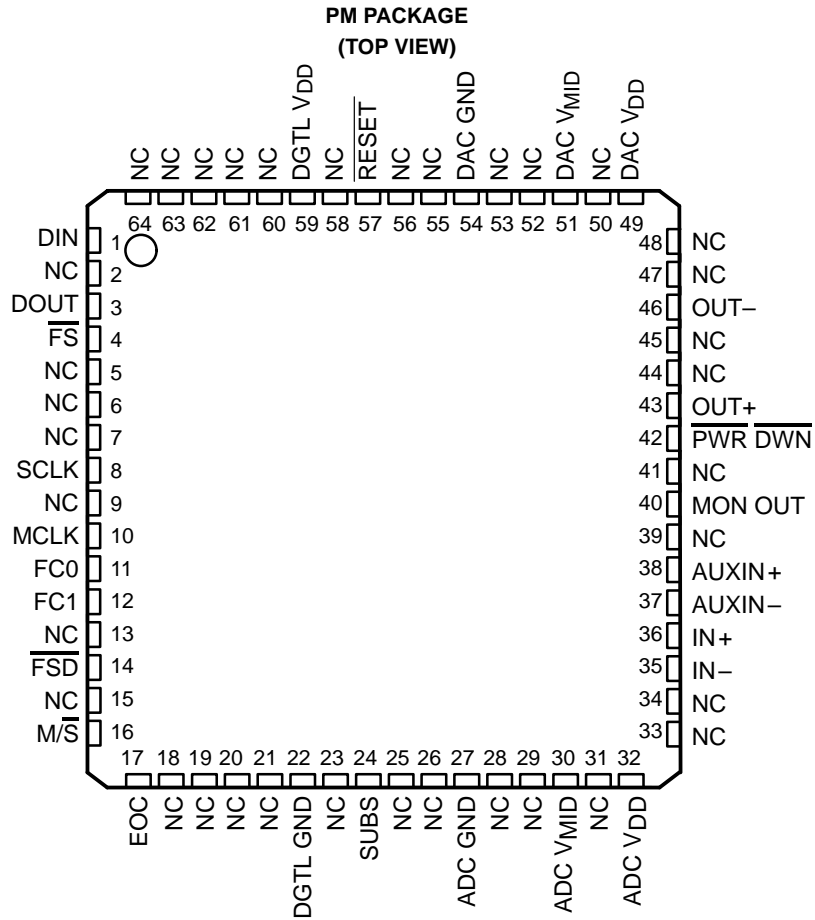 PM PACKAGE
(TOP VIEW)
NC
NC
NC
NC
NC
DGTL VDD
NC
RESET
NC
NC
DAC GND
NC
NC
DAC VMID
NC
DAC VDD
64 63 62 61 60 59 58 57 56 55 54 53 52 51 50 49
DIN 1
NC 2
DOUT 3
FS 4
NC 5
NC 6
NC 7
SCLK 8
NC 9
MCLK 10
FC0 11
FC1 12
NC 13
FSD 14
NC 15
M/S 16
48 NC
47 NC
46 OUT–
45 NC
44 NC
43 OUT+
42 PWR DWN
41 NC
40 MON OUT
39 NC
38 AUXIN+
37 AUXIN–
36 IN+
35 IN–
34 NC
33 NC
17 18 19 20 21 22 23 24 25 26 27 28 29 30 31 32
EOC
NC
NC
NC
NC
DGTL GND
NC
SUBS
NC
NC
ADC GND
NC
NC
ADC VMID
NC
ADC VDD